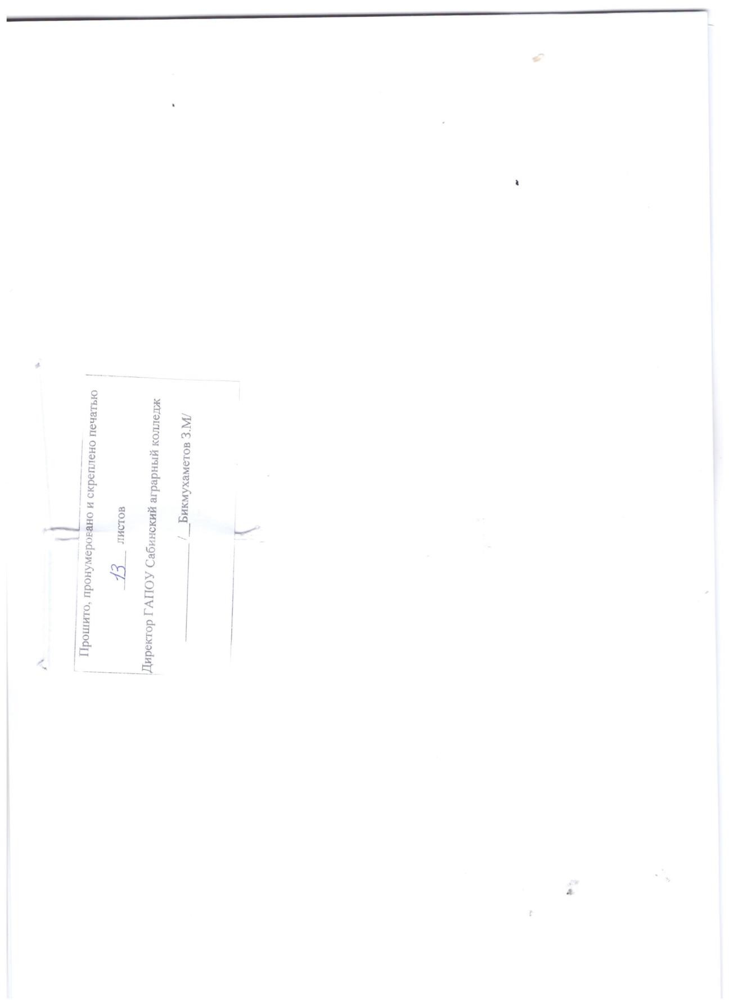 Прошито, пронумеровано и скреплено печатью
13 листов
Директор ГАПОУ Сабинский аграрный колледж
/ Бикмухаметов З.М/